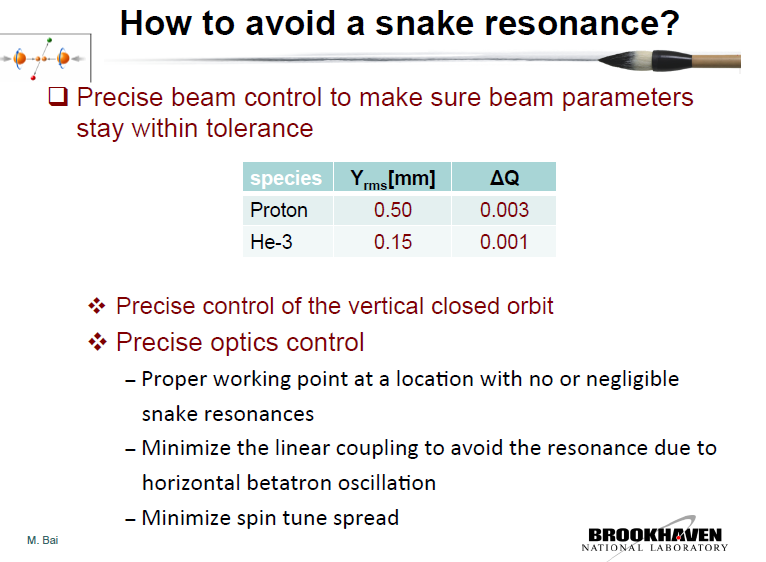 How to avoid a snake resonance?
❑ Precise beam control to make sure beam parameters
stay within tolerance
species Yrms[mm] ΔQ
Proton 0.50 0.003
He-3 0.15 0.001
❖ Precise control of the vertical closed orbit
❖ Precise optics control
– Proper working point at a location with no or negligible
snake resonances
– Minimize the linear coupling to avoid the resonance due to
horizontal betatron oscillation
– Minimize spin tune spread
M. Bai
BROOKHAVEN
NATIONAL LABORATORY